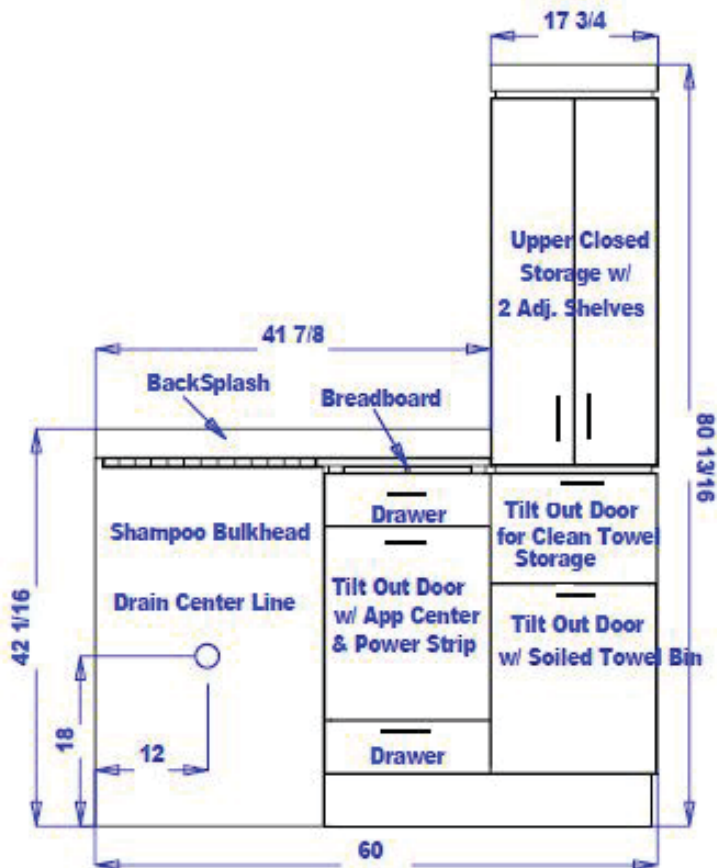 17 3/4
Upper Closed
Storage w/
2 Adj. Shelves
41 7/8
BackSplash
Breadboard
80 13/16
Shampoo Bulkhead
Drawer
Tilt Out Door
for Clean Towel
Storage
Drain Center Line
Tilt Out Door
w/ App Center
& Power Strip
Tilt Out Door
w/ Soiled Towel Bin
42 1/16
18
12
Drawer
60